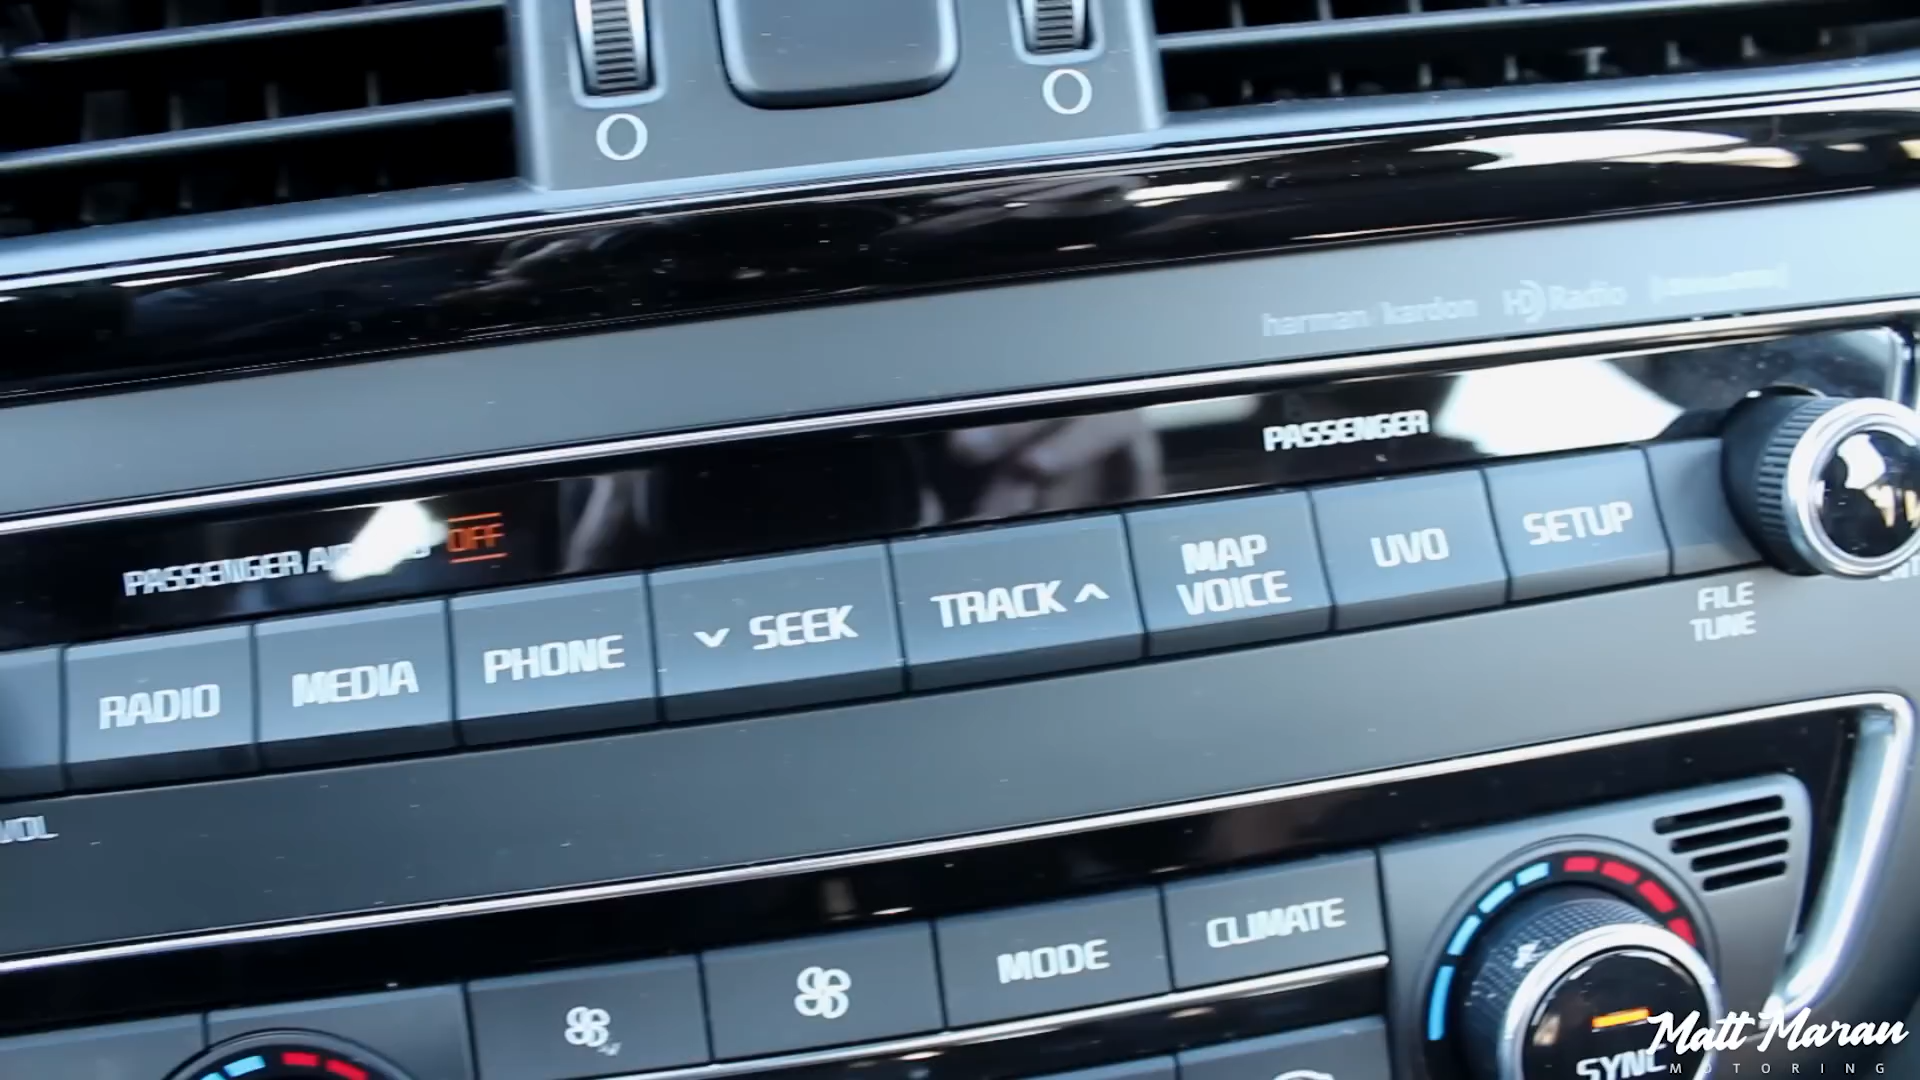 harman / kardon HD Radio
PASSENGER
PASSENGER OFF
RADIO
MEDIA
PHONE
SEEK
TRACK
MAP
VOICE
UVO
SETUP
FILE
TUNE
VOL
MODE
CLIMATE
SYNC
Matt Maran
MOTORING